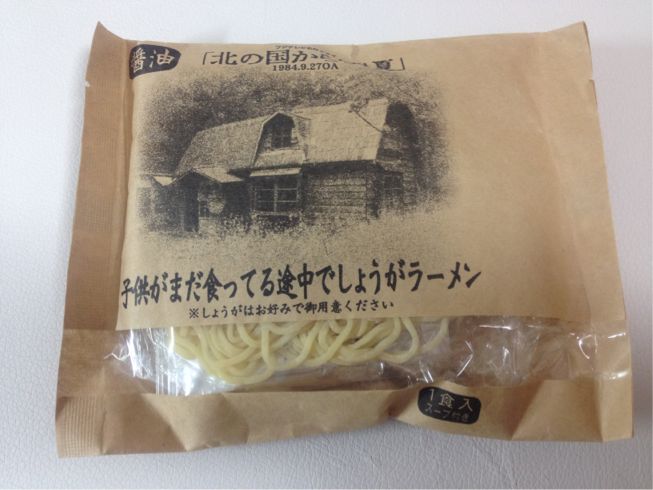 醤油
「北の国から 夏」
1984.9.27OA
子供がまだ食ってる途中でしょうがラーメン
※しょうがはお好みで御用意ください
1食入
スープ付き